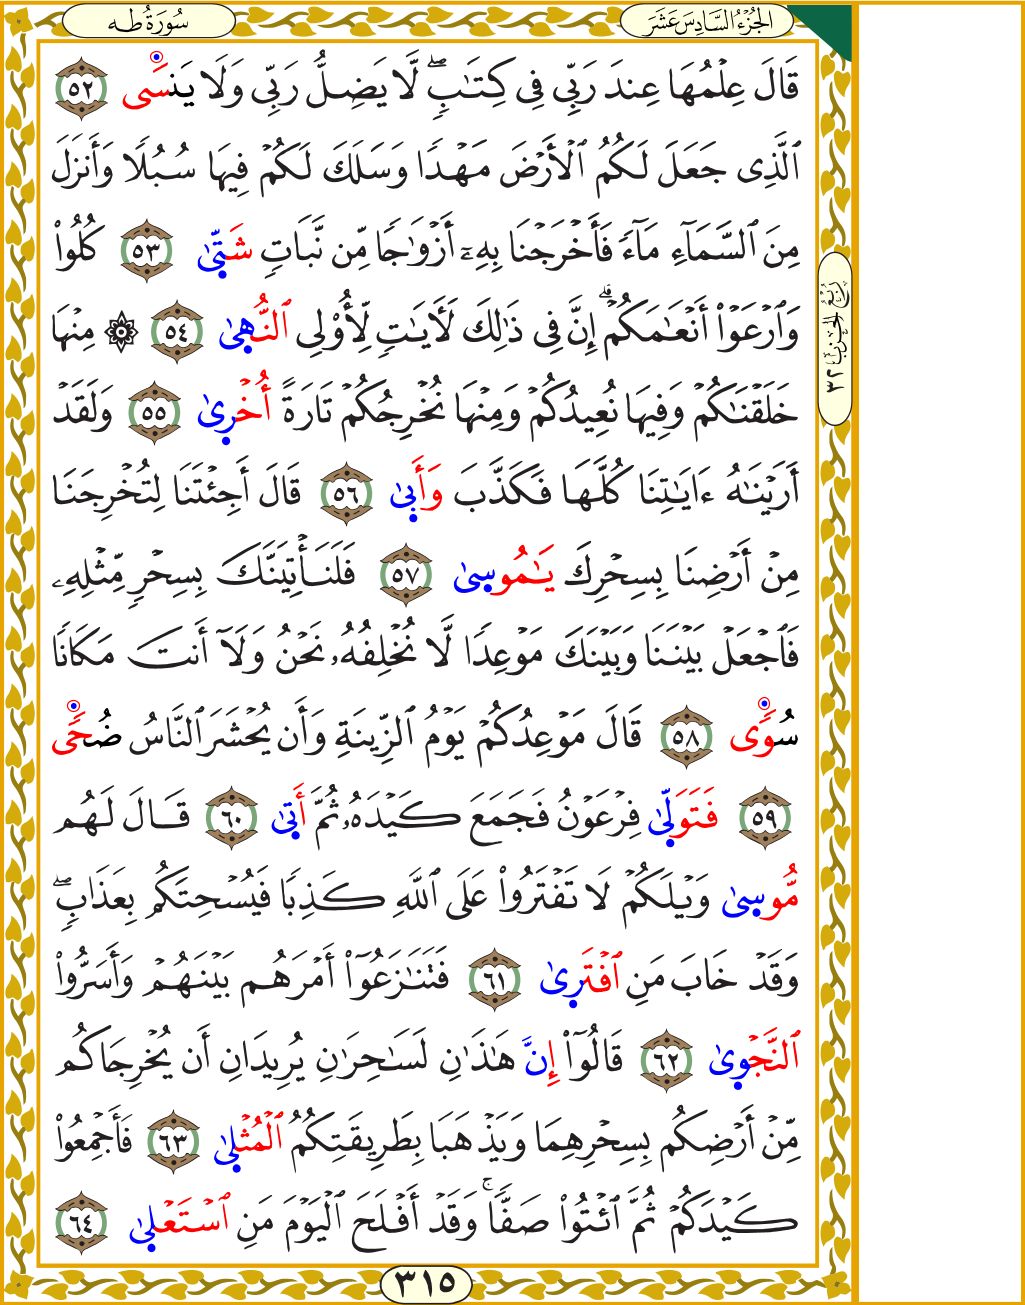 الجُزْءُ السَّادِسَ عَشَرَ
سُورَةُ طه
قَالَ عِلْمُهَا عِندَ رَبِّى فِى كِتَٰبٍۖ لَّا يَضِلُّ رَبِّى وَلَا يَنسَى ٥٢
ٱلَّذِى جَعَلَ لَكُمُ ٱلْأَرْضَ مَهْدًا وَسَلَكَ لَكُمْ فِيهَا سُبُلًا وَأَنزَلَ
مِنَ ٱلسَّمَآءِ مَآءً فَأَخْرَجْنَا بِهِۦٓ أَزْوَٰجًا مِّن نَّبَاتٍ شَتّٜىٰ ٥٣ كُلُوا۟
وَٱرْعَوْا۟ أَنْعَٰمَكُمْۗ إِنَّ فِى ذَٰلِكَ لَأٓيَٰتٍ لِّأُو۟لِى ٱلنُّهٜىٰ ٥٤ ۞ مِنْهَا
خَلَقْنَٰكُمْ وَفِيهَا نُعِيدُكُمْ وَمِنْهَا نُخْرِجُكُمْ تَارَةً أُخْرٜىٰ ٥٥ وَلَقَدْ
أَرَيْنَٰهُ ءَايَٰتِنَا كُلَّهَا فَكَذَّبَ وَأَبٜىٰ ٥٦ قَالَ أَجِئْتَنَا لِتُخْرِجَنَا
مِنْ أَرْضِنَا بِسِحْرِكَ يَٰمُوسٜىٰ ٥٧ فَلَنَأْتِيَنَّكَ بِسِحْرٍ مِّثْلِهِۦ
فَٱجْعَلْ بَيْنَنَا وَبَيْنَكَ مَوْعِدًا لَّا نُخْلِفُهُۥ نَحْنُ وَلَآ أَنتَ مَكَانًا
سُوًى ٥٨ قَالَ مَوْعِدُكُمْ يَوْمُ ٱلزِّينَةِ وَأَن يُحْشَرَ ٱلنَّاسُ ضُحًى
٥٩ فَتَوَلّٜىٰ فِرْعَوْنُ فَجَمَعَ كَيْدَهُۥ ثُمَّ أَتٜىٰ ٦٠ قَالَ لَهُم
مُّوسٜىٰ وَيْلَكُمْ لَا تَفْتَرُوا۟ عَلَى ٱللَّهِ كَذِبًا فَيُسْحِتَكُم بِعَذَابٍۖ
وَقَدْ خَابَ مَنِ ٱفْتَرٜىٰ ٦١ فَتَنَٰزَعُوٓا۟ أَمْرَهُم بَيْنَهُمْ وَأَسَرُّوا۟
ٱلنَّجْوٜىٰ ٦٢ قَالُوٓا۟ إِنَّ هَٰذَٰنِ لَسَٰحِرَٰنِ يُرِيدَانِ أَن يُخْرِجَاكُم
مِّنْ أَرْضِكُم بِسِحْرِهِمَا وَيَذْهَبَا بِطَرِيقَتِكُمُ ٱلْمُثْلٜىٰ ٦٣ فَأَجْمِعُوا۟
كَيْدَكُمْ ثُمَّ ٱئْتُوا۟ صَفًّاۚ وَقَدْ أَفْلَحَ ٱلْيَوْمَ مَنِ ٱسْتَعْلٜىٰ ٦٤
رُبْعُ الحِزْبِ ٣٢
٣١٥